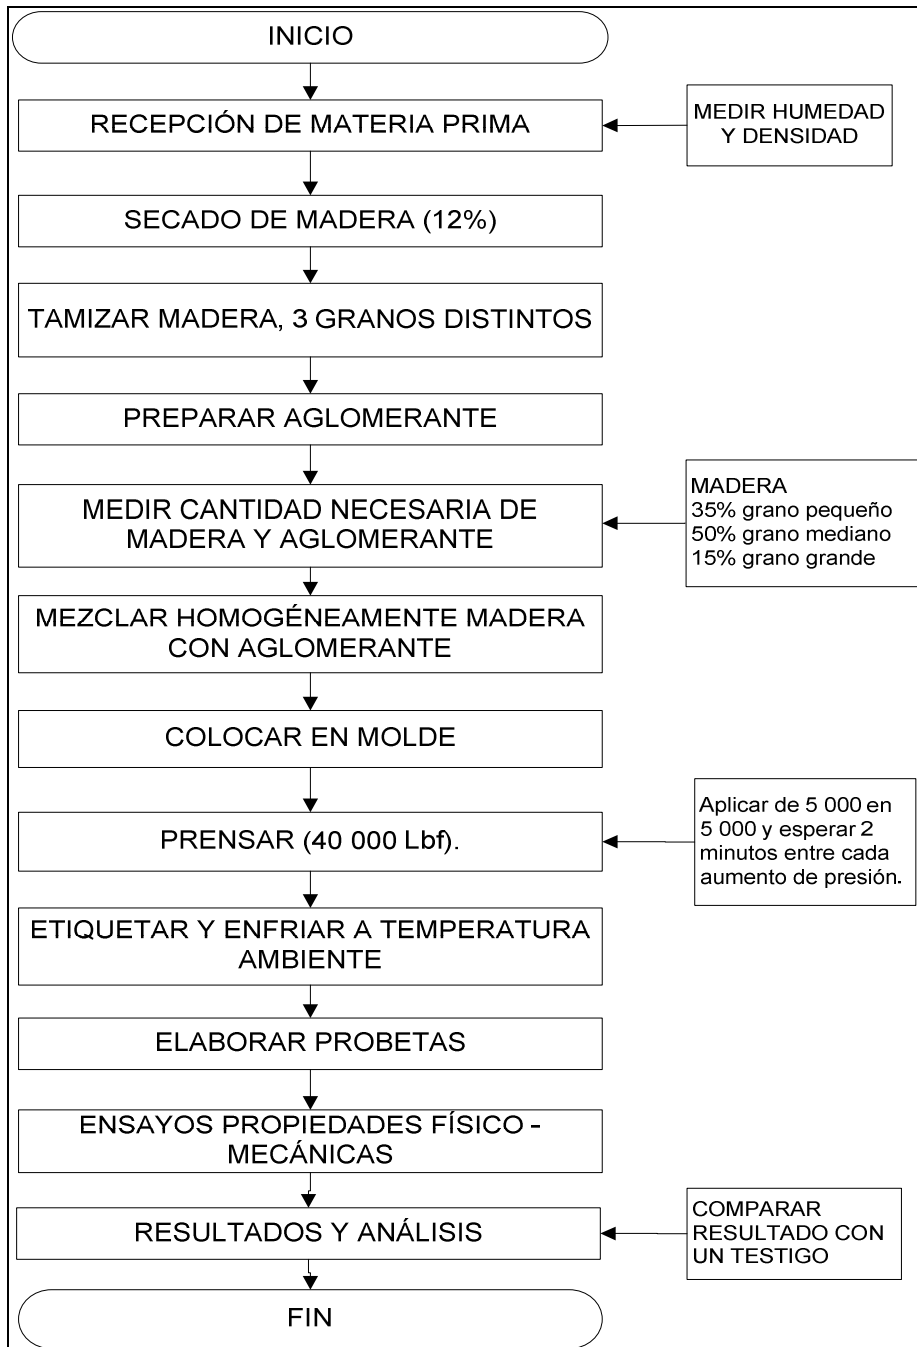 INICIO
RECEPCIÓN DE MATERIA PRIMA
MEDIR HUMEDAD
Y DENSIDAD
SECADO DE MADERA (12%)
TAMIZAR MADERA, 3 GRANOS DISTINTOS
PREPARAR AGLOMERANTE
MEDIR CANTIDAD NECESARIA DE
MADERA Y AGLOMERANTE
MADERA
35% grano pequeño
50% grano mediano
15% grano grande
MEZCLAR HOMOGÉNEAMENTE MADERA
CON AGLOMERANTE
COLOCAR EN MOLDE
PRENSAR (40 000 Lbf).
Aplicar de 5 000 en
5 000 y esperar 2
minutos entre cada
aumento de presión.
ETIQUETAR Y ENFRIAR A TEMPERATURA
AMBIENTE
ELABORAR PROBETAS
ENSAYOS PROPIEDADES FÍSICO -
MECÁNICAS
RESULTADOS Y ANÁLISIS
COMPARAR
RESULTADO CON
UN TESTIGO
FIN